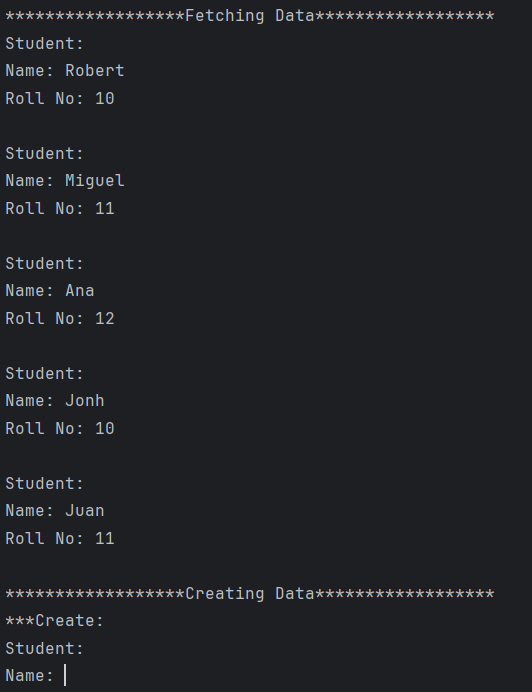 ******************Fetching Data******************
Student:
Name: Robert
Roll No: 10
Student:
Name: Miguel
Roll No: 11
Student:
Name: Ana
Roll No: 12
Student:
Name: Jonh
Roll No: 10
Student:
Name: Juan
Roll No: 11
******************Creating Data******************
***Create:
Student:
Name: